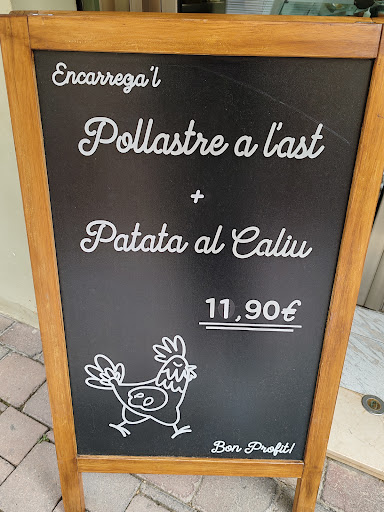 Encarrega'l
Pollastre a l'ast
+
Patata al Caliu
11,90€
Bon Profit!